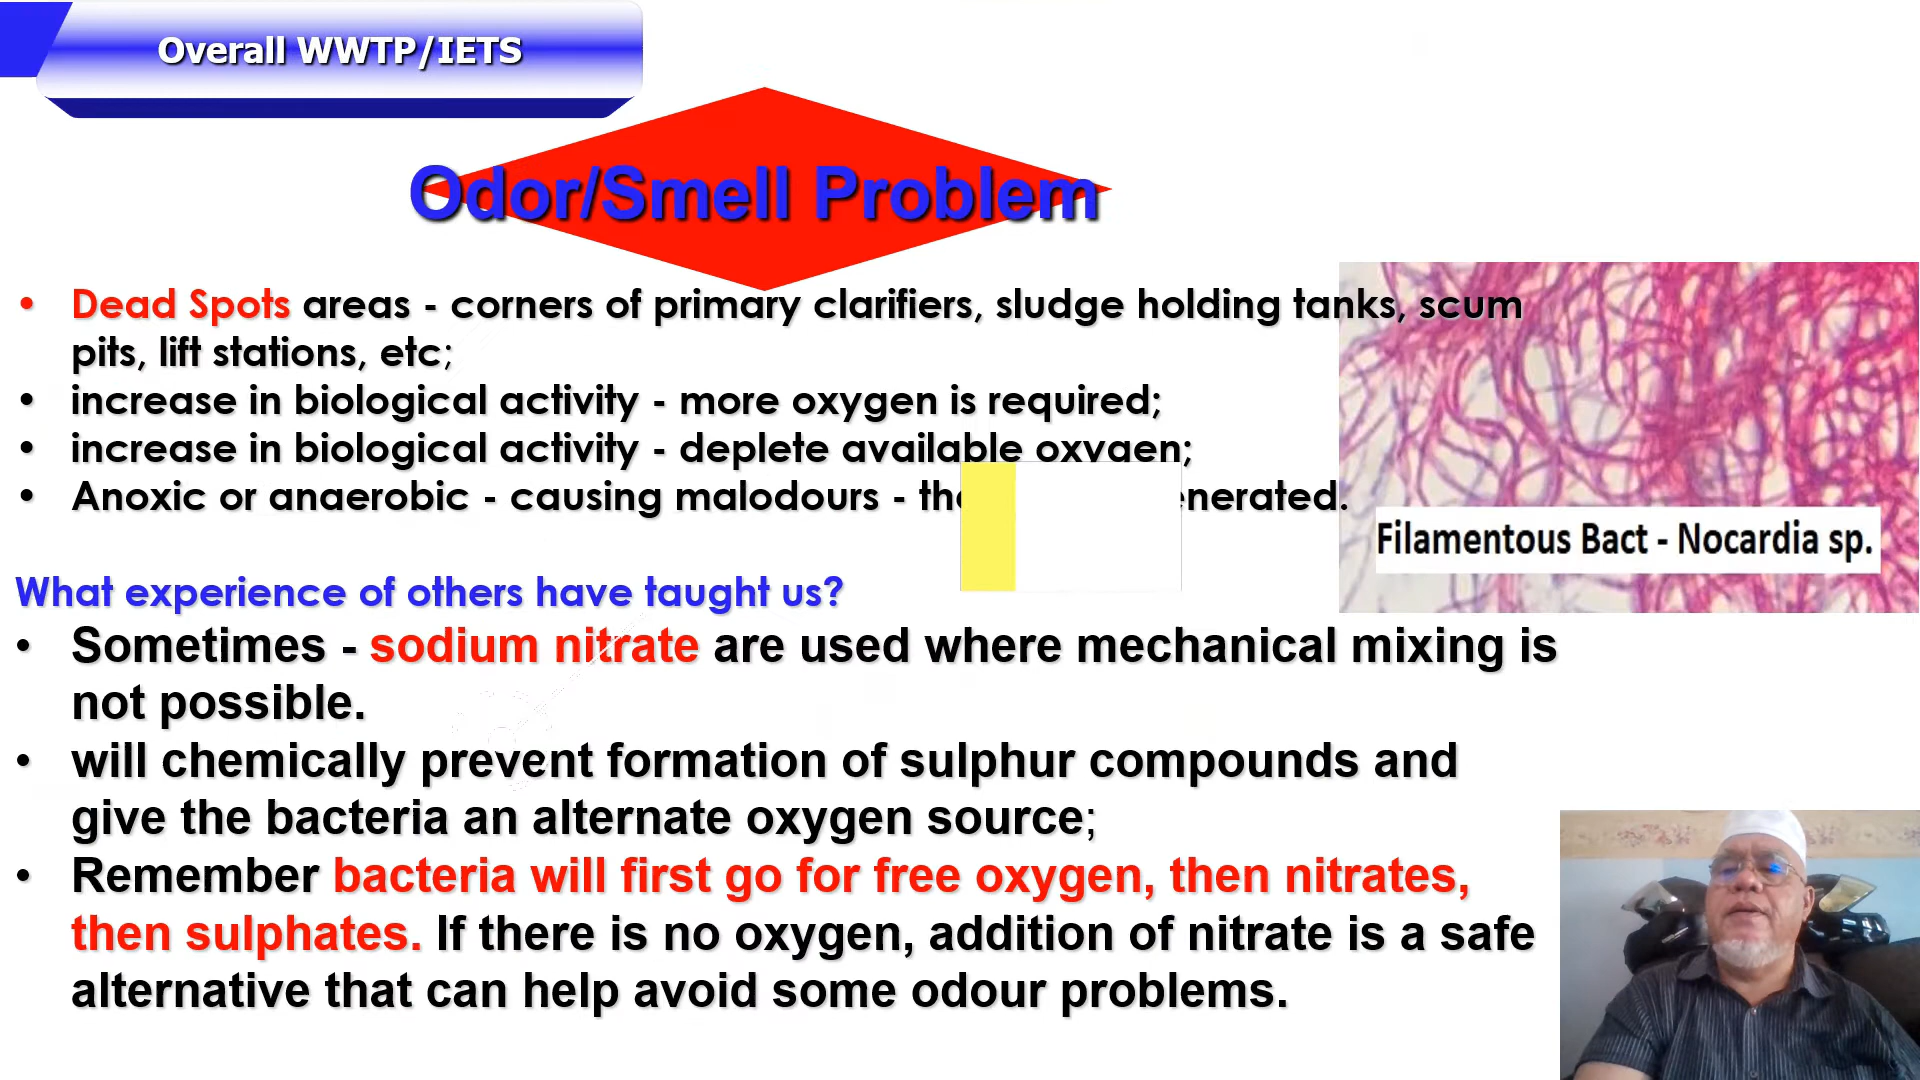 Overall WWTP/IETS
Odor/Smell Problem
• Dead Spots areas - corners of primary clarifiers, sludge holding tanks, scum
pits, lift stations, etc;
• increase in biological activity - more oxygen is required;
• increase in biological activity - deplete available oxygen;
• Anoxic or anaerobic - causing malodours -
Filamentous Bact - Nocardia sp.
What experience of others have taught us?
• Sometimes - sodium nitrate are used where mechanical mixing is
not possible.
• will chemically prevent formation of sulphur compounds and
give the bacteria an alternate oxygen source;
• Remember bacteria will first go for free oxygen, then nitrates,
then sulphates. If there is no oxygen, addition of nitrate is a safe
alternative that can help avoid some odour problems.